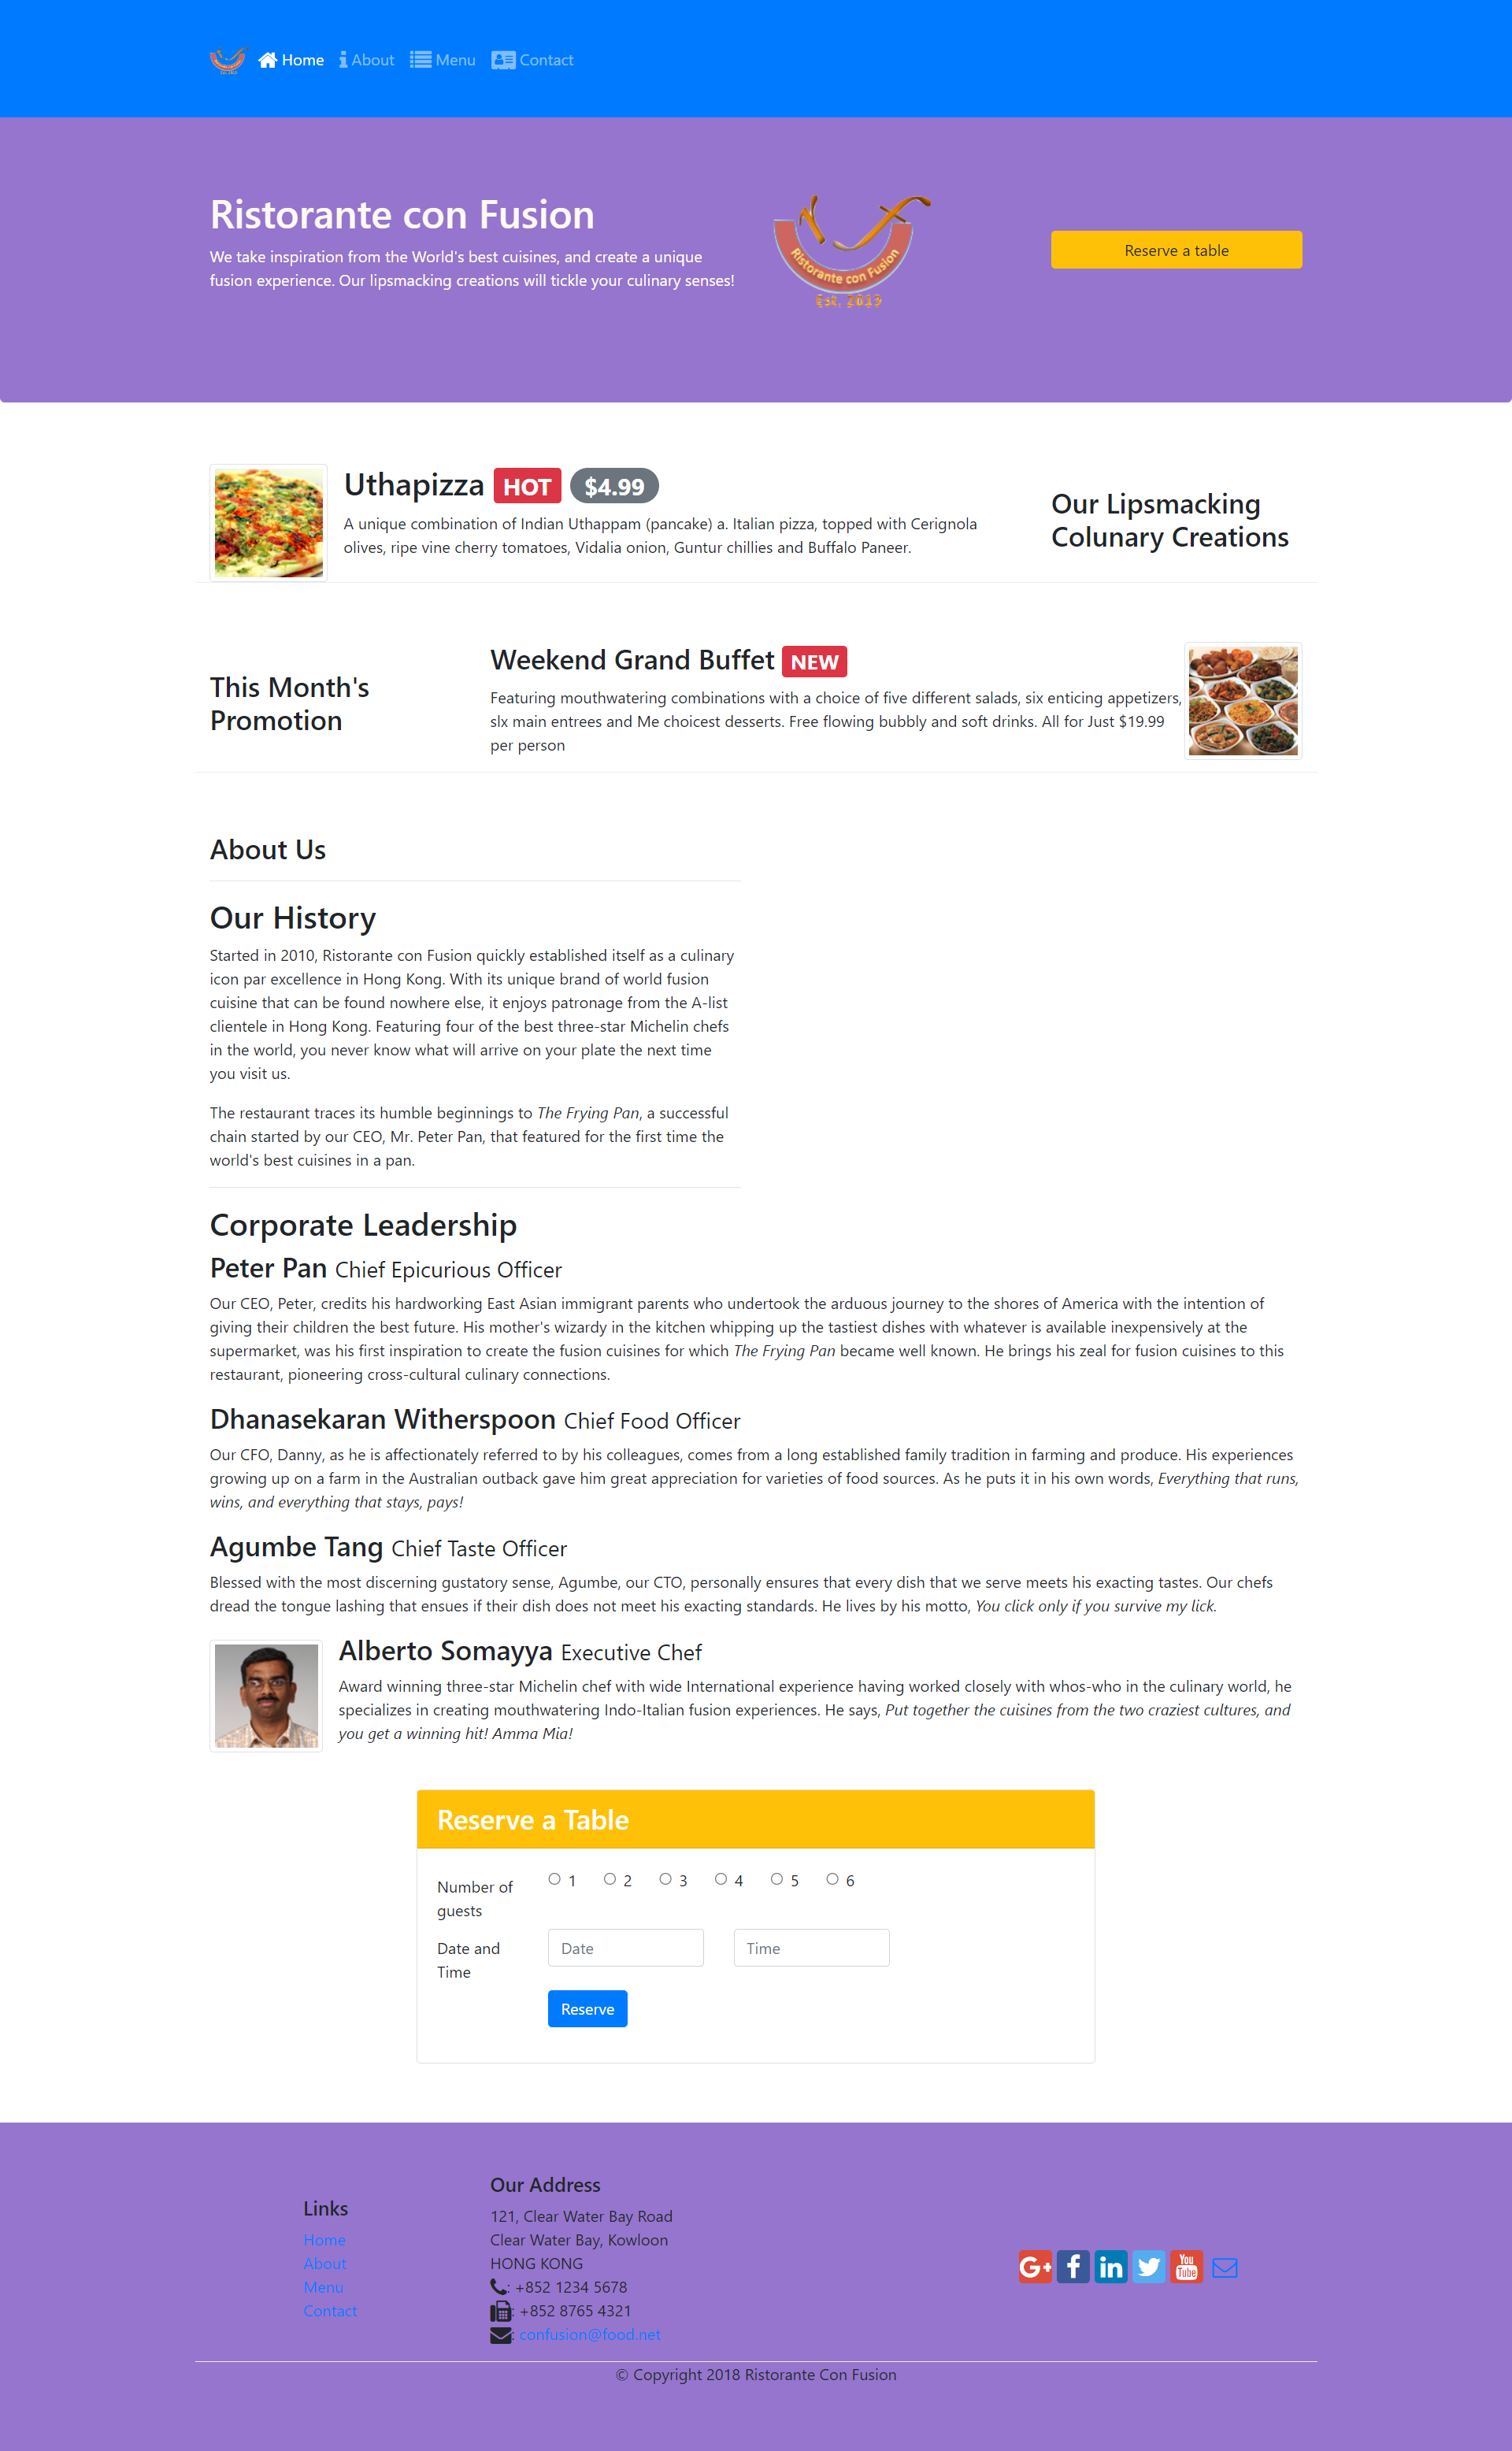 Home About Menu Contact
Ristorante con Fusion
We take inspiration from the World's best cuisines, and create a unique
fusion experience. Our lipsmacking creations will tickle your culinary senses!
Ristorante con Fusion
Est. 2013
Reserve a table
Uthapizza HOT $4.99
A unique combination of Indian Uthappam (pancake) a. Italian pizza, topped with Cerignola
olives, ripe vine cherry tomatoes, Vidalia onion, Guntur chillies and Buffalo Paneer.
Our Lipsmacking
Colunary Creations
This Month's
Promotion
Weekend Grand Buffet NEW
Featuring mouthwatering combinations with a choice of five different salads, six enticing appetizers,
slx main entrees and Me choicest desserts. Free flowing bubbly and soft drinks. All for Just $19.99
per person
About Us
Our History
Started in 2010, Ristorante con Fusion quickly established itself as a culinary
icon par excellence in Hong Kong. With its unique brand of world fusion
cuisine that can be found nowhere else, it enjoys patronage from the A-list
clientele in Hong Kong. Featuring four of the best three-star Michelin chefs
in the world, you never know what will arrive on your plate the next time
you visit us.
The restaurant traces its humble beginnings to The Frying Pan, a successful
chain started by our CEO, Mr. Peter Pan, that featured for the first time the
world's best cuisines in a pan.
Corporate Leadership
Peter Pan Chief Epicurious Officer
Our CEO, Peter, credits his hardworking East Asian immigrant parents who undertook the arduous journey to the shores of America with the intention of
giving their children the best future. His mother's wizardy in the kitchen whipping up the tastiest dishes with whatever is available inexpensively at the
supermarket, was his first inspiration to create the fusion cuisines for which The Frying Pan became well known. He brings his zeal for fusion cuisines to this
restaurant, pioneering cross-cultural culinary connections.
Dhanasekaran Witherspoon Chief Food Officer
Our CFO, Danny, as he is affectionately referred to by his colleagues, comes from a long established family tradition in farming and produce. His experiences
growing up on a farm in the Australian outback gave him great appreciation for varieties of food sources. As he puts it in his own words, Everything that runs,
wins, and everything that stays, pays!
Agumbe Tang Chief Taste Officer
Blessed with the most discerning gustatory sense, Agumbe, our CTO, personally ensures that every dish that we serve meets his exacting tastes. Our chefs
dread the tongue lashing that ensues if their dish does not meet his exacting standards. He lives by his motto, You click only if you survive my lick.
Alberto Somayya Executive Chef
Award winning three-star Michelin chef with wide International experience having worked closely with whos-who in the culinary world, he
specializes in creating mouthwatering Indo-Italian fusion experiences. He says, Put together the cuisines from the two craziest cultures, and
you get a winning hit! Amma Mia!
Reserve a Table
Number of
guests
1 2 3 4 5 6
Date and
Time
Date Time
Reserve
Links
Home
About
Menu
Contact
Our Address
121, Clear Water Bay Road
Clear Water Bay, Kowloon
HONG KONG
: +852 1234 5678
: +852 8765 4321
: confusion@food.net
G+ f in You Tube
© Copyright 2018 Ristorante Con Fusion